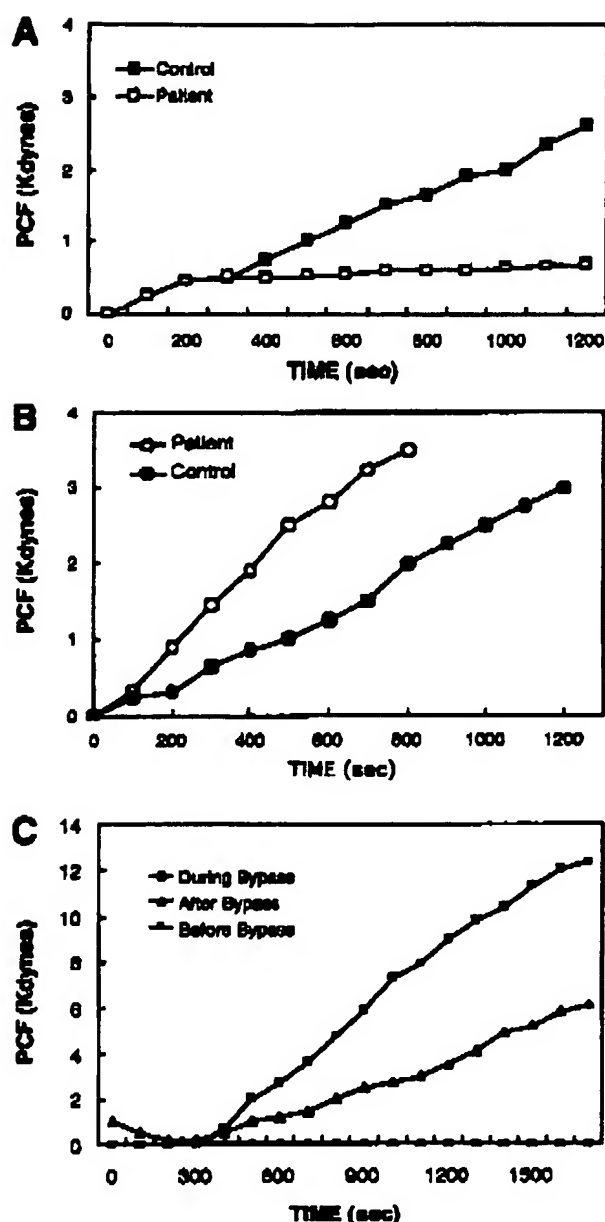 A
4
Control
Patient
3
2
1
0
PCF (Kdynes)
0 200 400 600 800 1000 1200
TIME (sec)
B
4
Patient
Control
3
2
1
0
PCF (Kdynes)
0 200 400 600 800 1000 1200
TIME (sec)
C
14
12
During Bypass
After Bypass
Before Bypass
10
8
6
4
2
0
PCF (Kdynes)
0 300 600 900 1200 1500
TIME (sec)